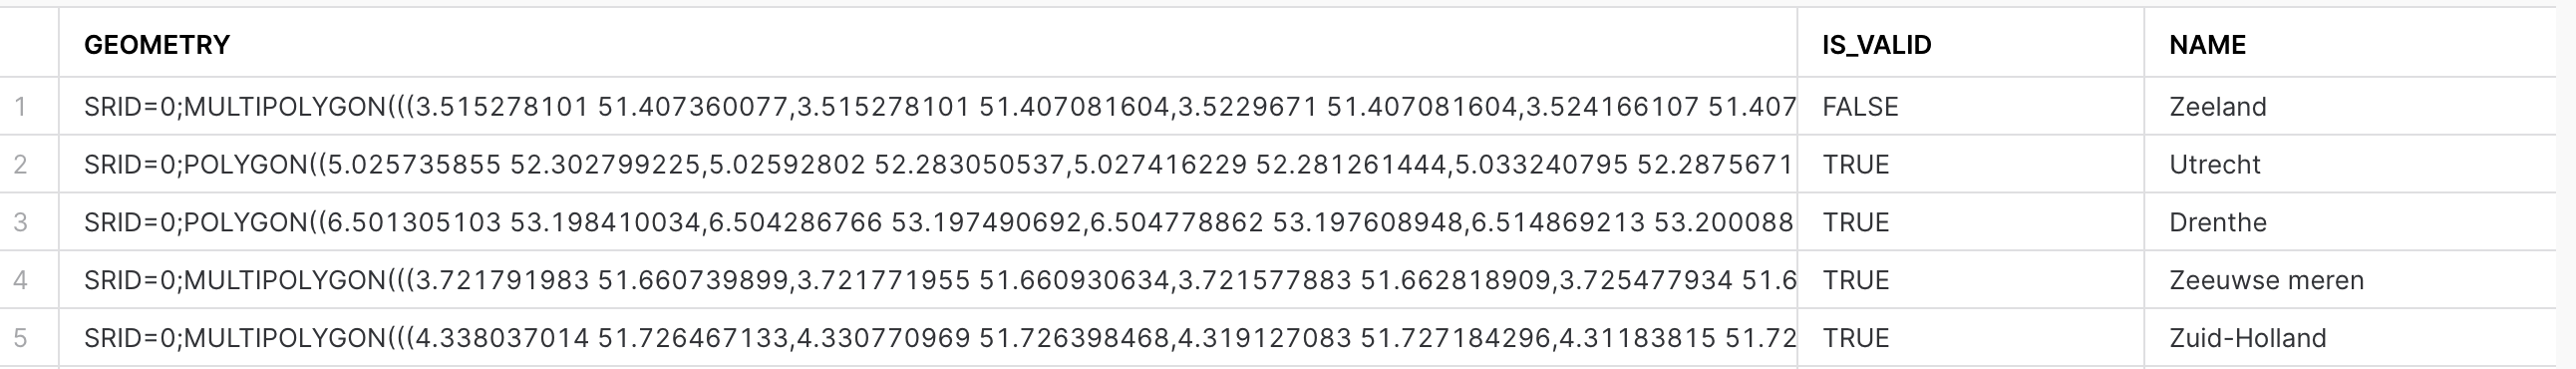 GEOMETRY IS_VALID NAME
1 SRID=0;MULTIPOLYGON(((3.515278101 51.407360077,3.515278101 51.407081604,3.5229671 51.407081604,3.524166107 51.407 FALSE Zeeland
2 SRID=0;POLYGON((5.025735855 52.302799225,5.02592802 52.283050537,5.027416229 52.281261444,5.033240795 52.2875671 TRUE Utrecht
3 SRID=0;POLYGON((6.501305103 53.198410034,6.504286766 53.197490692,6.504778862 53.197608948,6.514869213 53.200088 TRUE Drenthe
4 SRID=0;MULTIPOLYGON(((3.721791983 51.660739899,3.721771955 51.660930634,3.721577883 51.662818909,3.725477934 51.6 TRUE Zeeuwse meren
5 SRID=0;MULTIPOLYGON(((4.338037014 51.726467133,4.330770969 51.726398468,4.319127083 51.727184296,4.31183815 51.72 TRUE Zuid-Holland